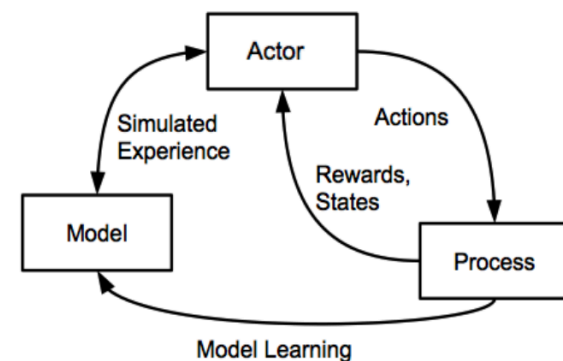 Actor
Simulated
Experience
Actions
Rewards,
States
Model
Process
Model Learning